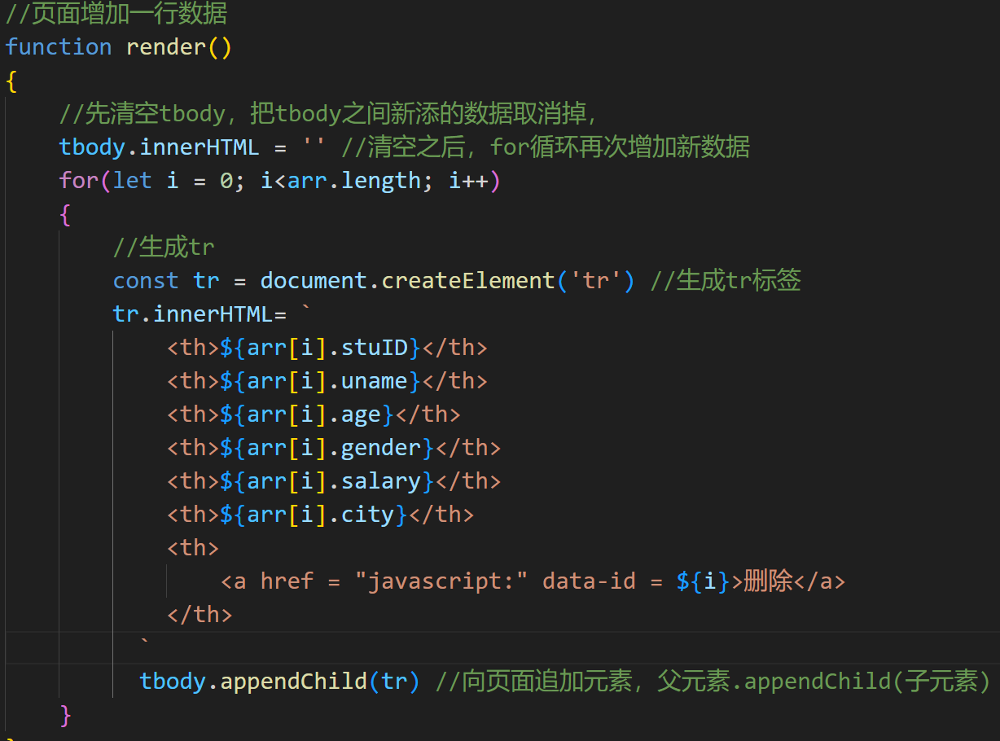 //页面增加一行数据
function render()
{
    //先清空tbody，把tbody之间新添的数据取消掉，
    tbody.innerHTML = '' //清空之后，for循环再次增加新数据
    for(let i = 0; i<arr.length; i++)
    {
        //生成tr
        const tr = document.createElement('tr') //生成tr标签
        tr.innerHTML= `
            <th>${arr[i].stuID}</th>
            <th>${arr[i].uname}</th>
            <th>${arr[i].age}</th>
            <th>${arr[i].gender}</th>
            <th>${arr[i].salary}</th>
            <th>${arr[i].city}</th>
            <th>
                <a href = "javascript:" data-id = ${i}>删除</a>
            </th>
          `
          tbody.appendChild(tr) //向页面追加元素，父元素.appendChild(子元素)
    }
}